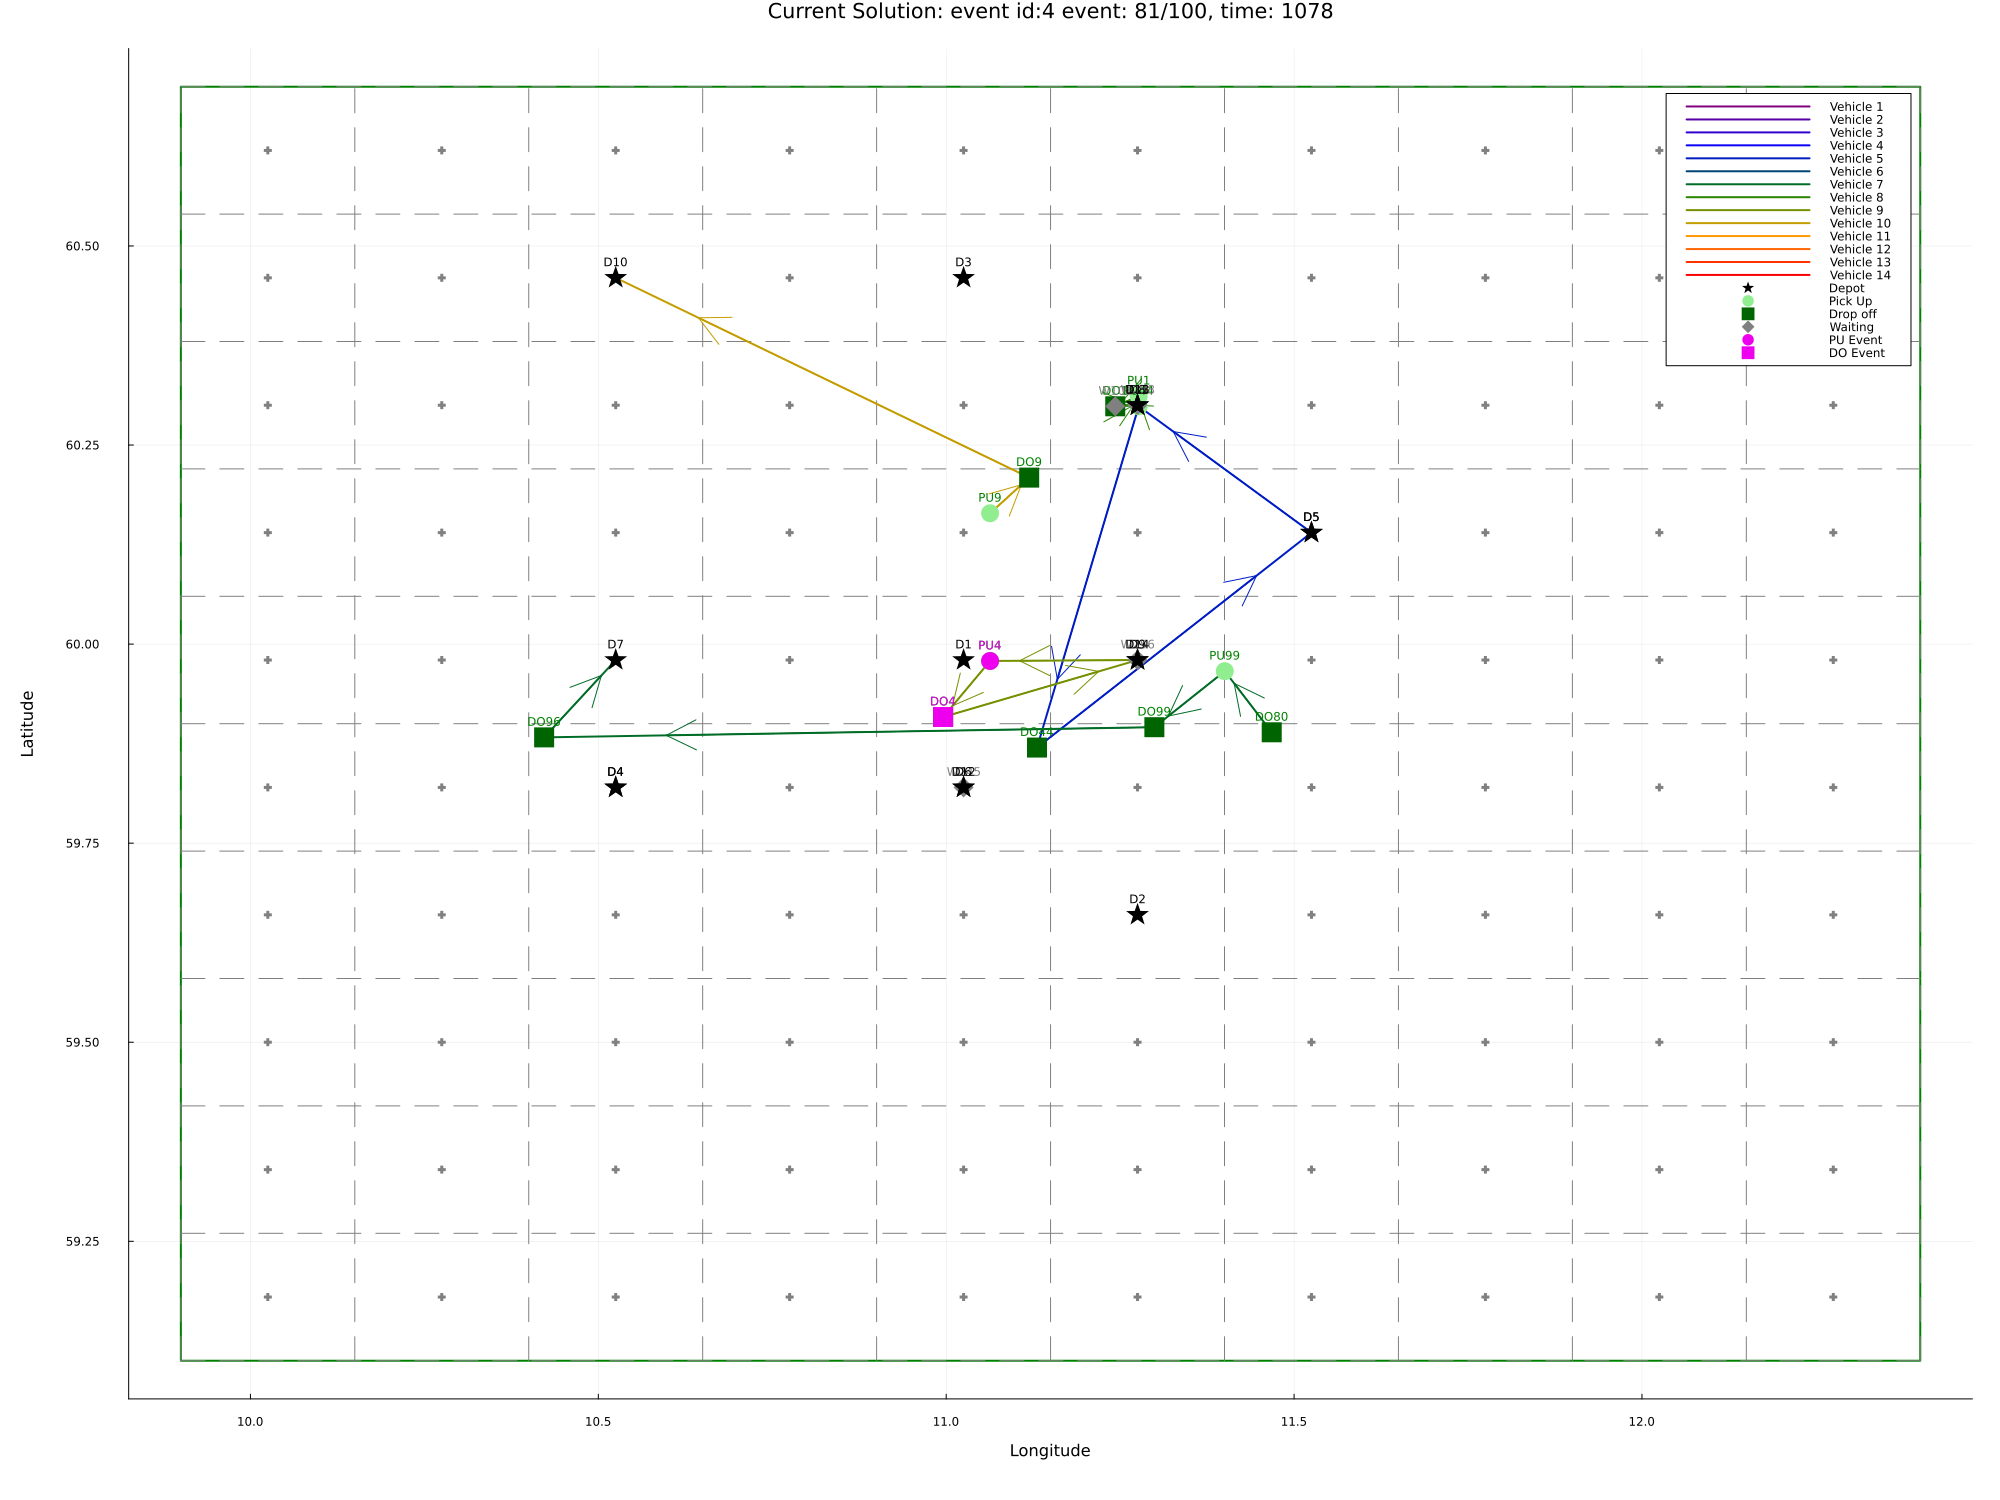 Current Solution: event id:4 event: 81/100, time: 1078
Vehicle 1
Vehicle 2
Vehicle 3
Vehicle 4
Vehicle 5
Vehicle 6
Vehicle 7
Vehicle 8
Vehicle 9
Vehicle 10
Vehicle 11
Vehicle 12
Vehicle 13
Vehicle 14
Depot
Pick Up
Drop off
Waiting
PU Event
DO Event
60.50
D10
D3
PU1
60.25
DO9
PU9
D5
60.00
D7
D1
PU4
PU99
DO4
DO96
DO99
DO80
DO44
D4
59.75
D2
59.50
59.25
10.0
10.5
11.0
11.5
12.0
Longitude
Latitude